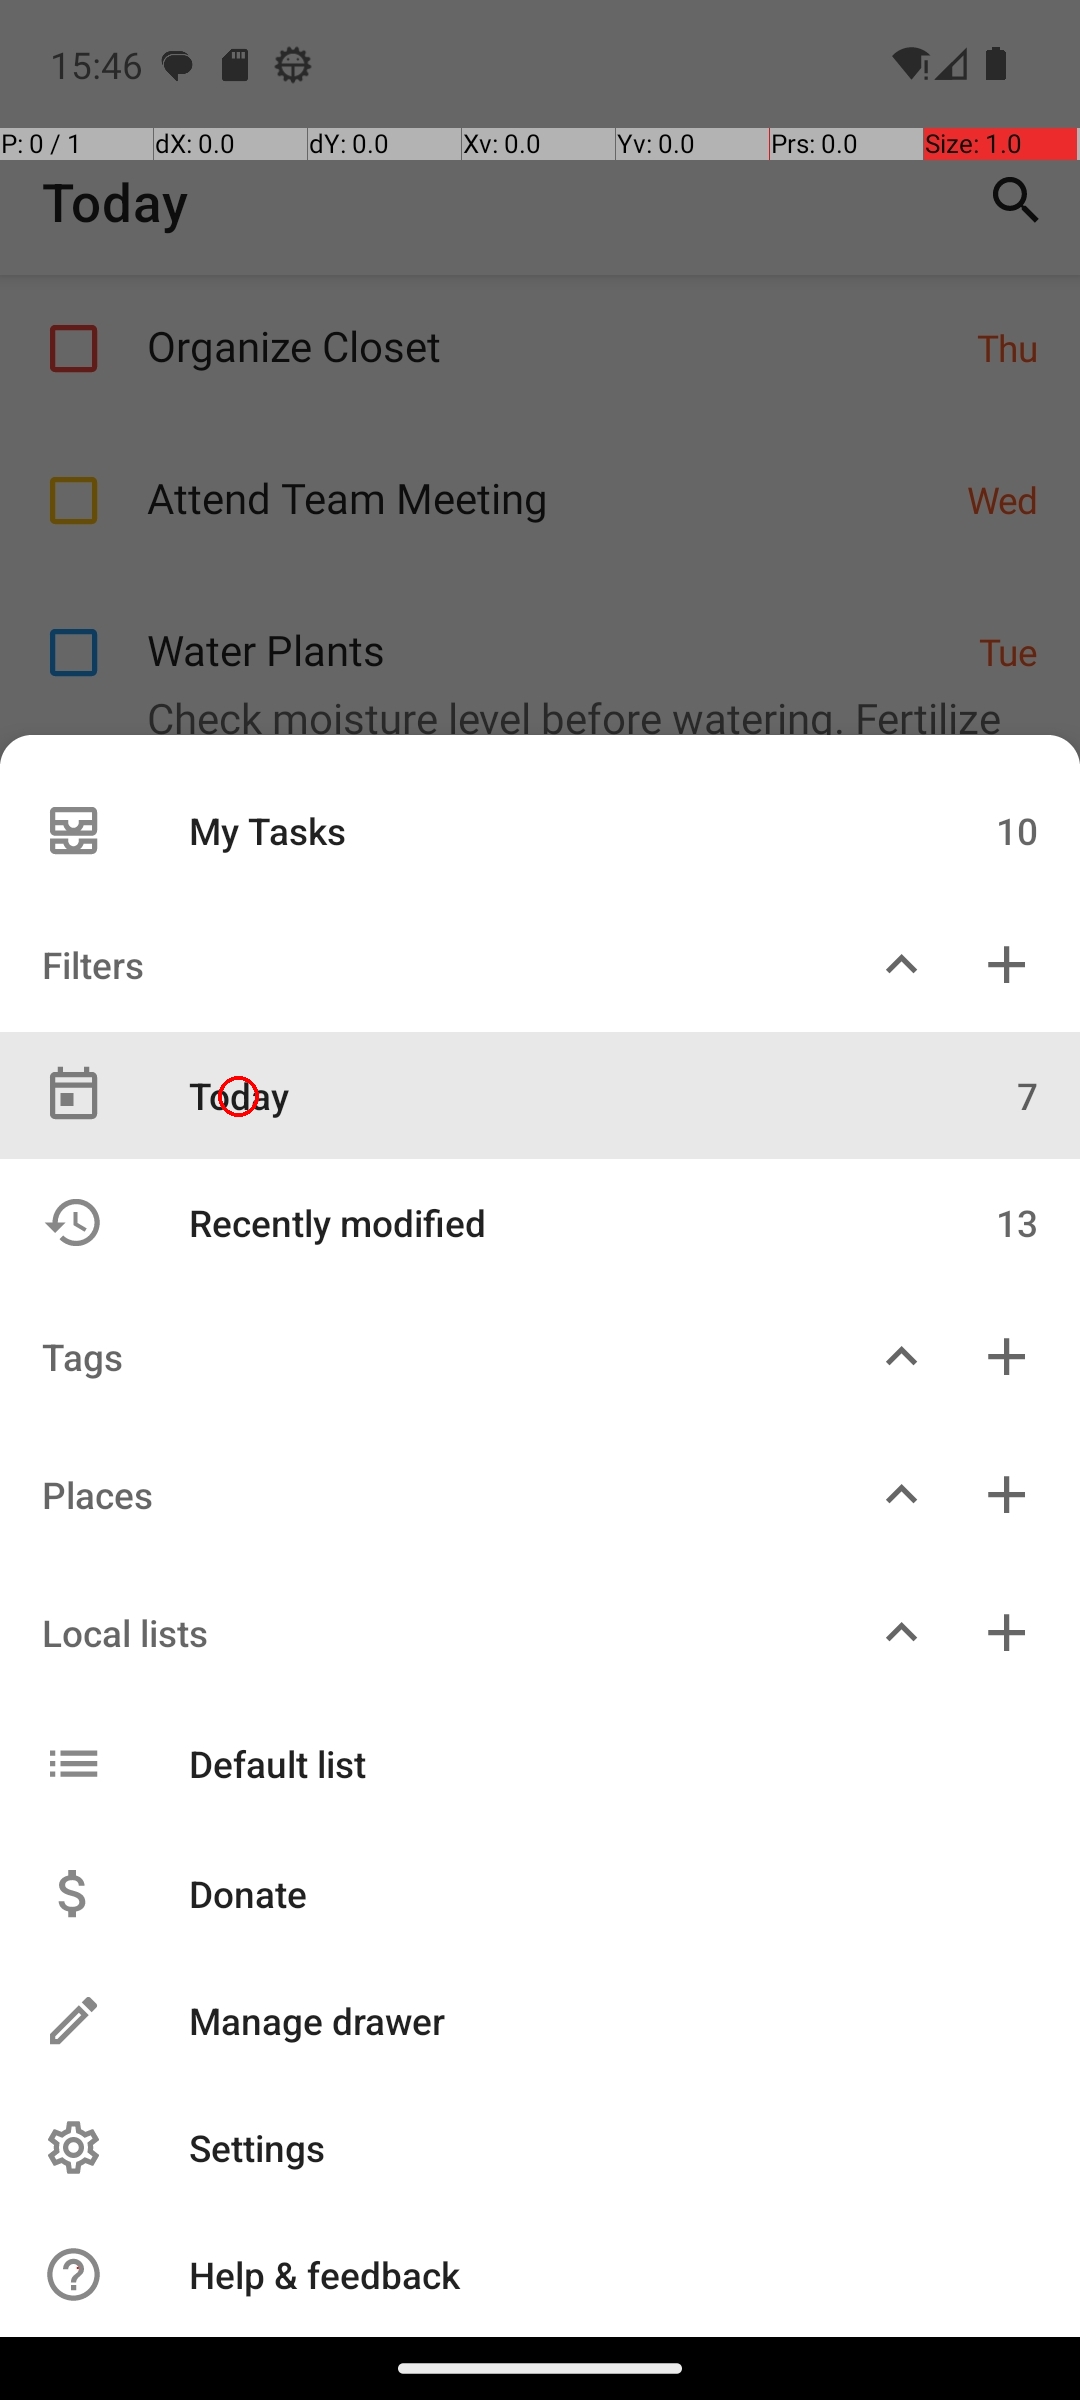 15:46
P: 0 / 1 dX: 0.0 dY: 0.0 Xv: 0.0 Yv: 0.0 Prs: 0.0 Size: 1.0
Today
Organize Closet Thu
Attend Team Meeting Wed
Water Plants Tue
Check moisture level before watering. Fertilize
My Tasks 10
Filters
Today 7
Recently modified 13
Tags
Places
Local lists
Default list
Donate
Manage drawer
Settings
Help & feedback